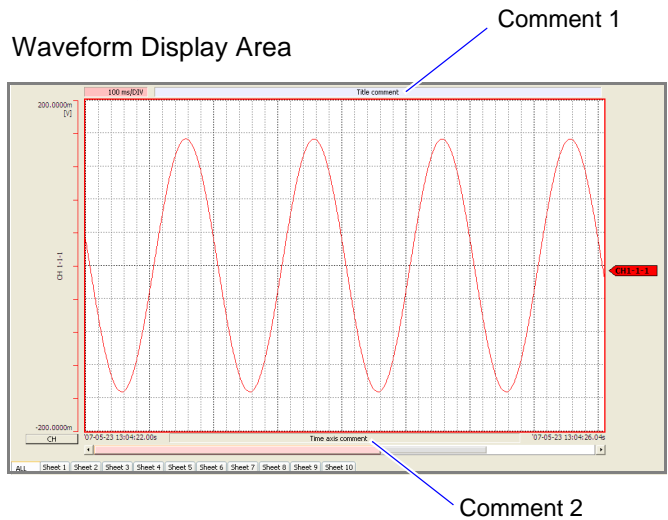 Comment 1
Waveform Display Area
100 ms/DIV
Title comment
200.0000m
[V]
CH 1-1-1
CH1-1-1
-200.0000m
CH
'07-05-23 13:04:22.00s
Time axis comment
'07-05-23 13:04:26.04s
ALL Sheet 1 Sheet 2 Sheet 3 Sheet 4 Sheet 5 Sheet 6 Sheet 7 Sheet 8 Sheet 9 Sheet 10
Comment 2